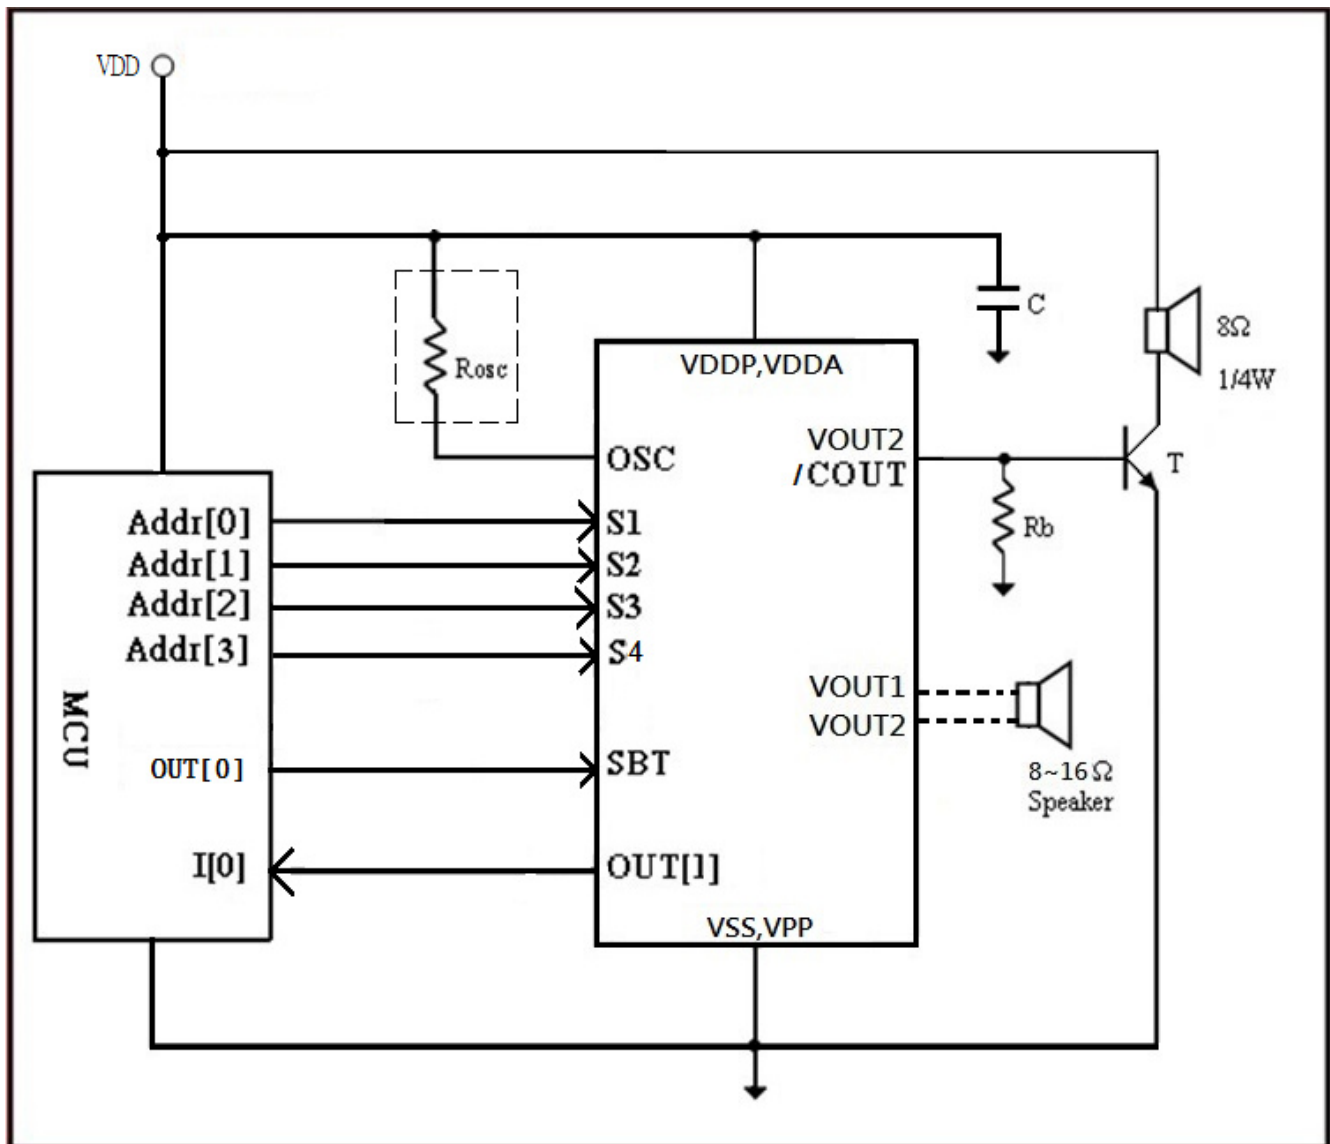 VDD
C
8Ω
1/4W
Rosc
VDDP,VDDA
OSC
VOUT2
/COUT
T
Rb
Addr[0]
S1
Addr[1]
S2
Addr[2]
S3
Addr[3]
S4
MCU
VOUT1
VOUT2
OUT[0]
SBT
8~16Ω
Speaker
I[0]
OUT[1]
VSS,VPP